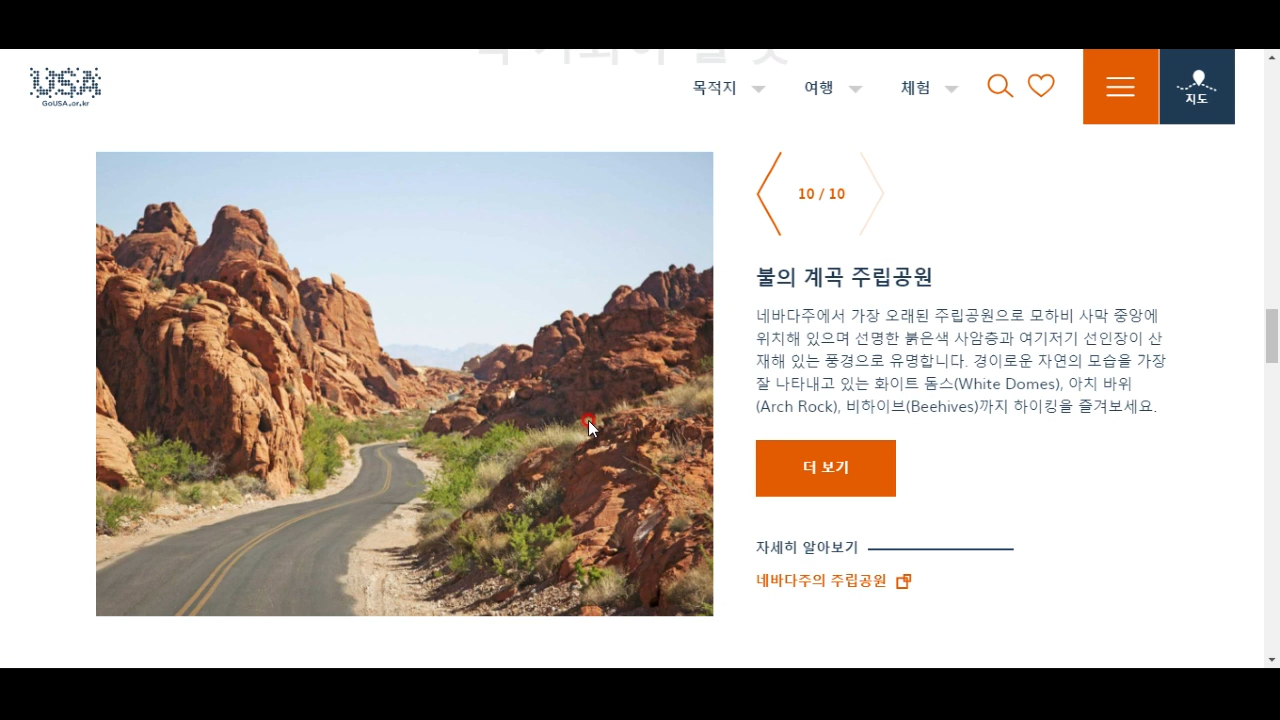 USA
GoUSA.or.kr
목적지
여행
체험
지도
10 / 10
불의 계곡 주립공원
네바다주에서 가장 오래된 주립공원으로 모하비 사막 중앙에
위치해 있으며 선명한 붉은색 사암층과 여기저기 선인장이 산
재해 있는 풍경으로 유명합니다. 경이로운 자연의 모습을 가장
잘 나타내고 있는 화이트 돔스(White Domes), 아치 바위
(Arch Rock), 비하이브(Beehives)까지 하이킹을 즐겨보세요.
더 보기
자세히 알아보기
네바다주의 주립공원